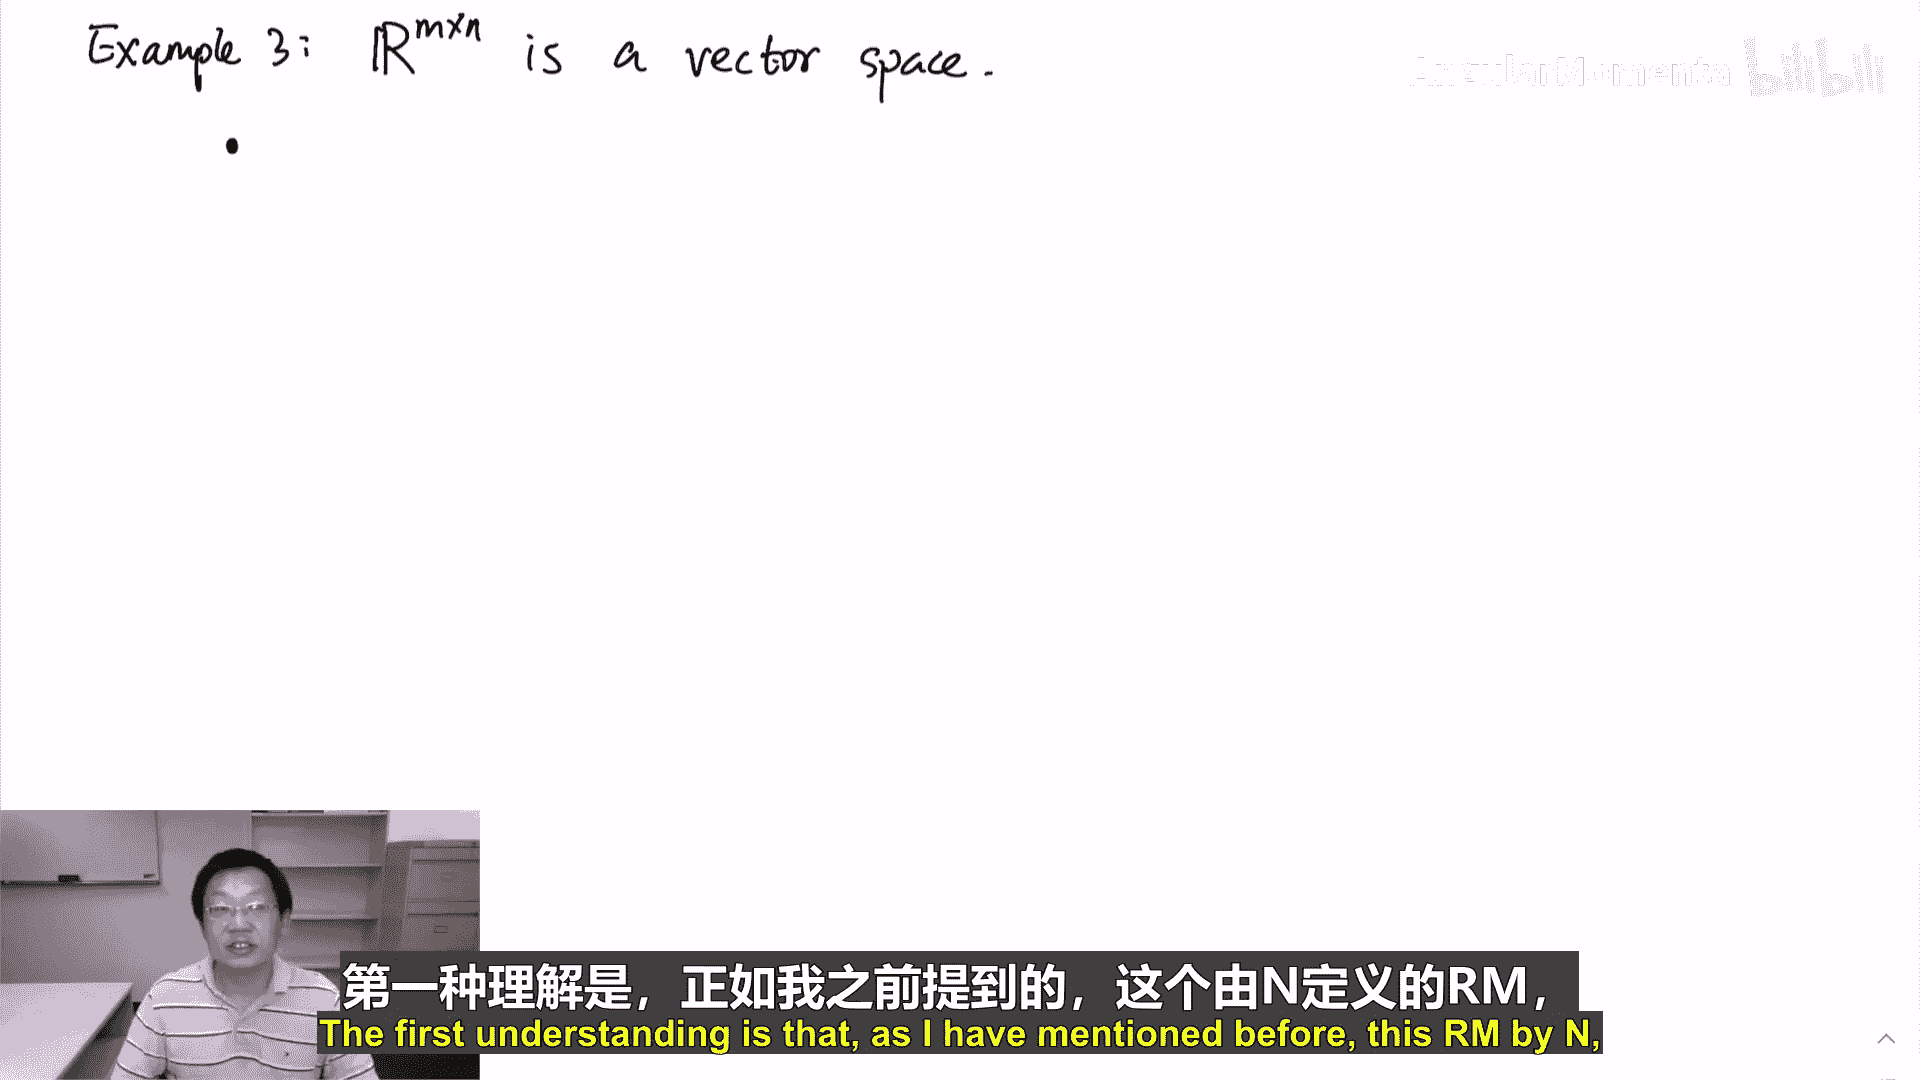 Example 3: ℝ^{m×n} is a vector space.
AngularMomenta bilibili
第一种理解是，正如我之前提到的，这个由N定义的RM，
The first understanding is that, as I have mentioned before, this RM by N,